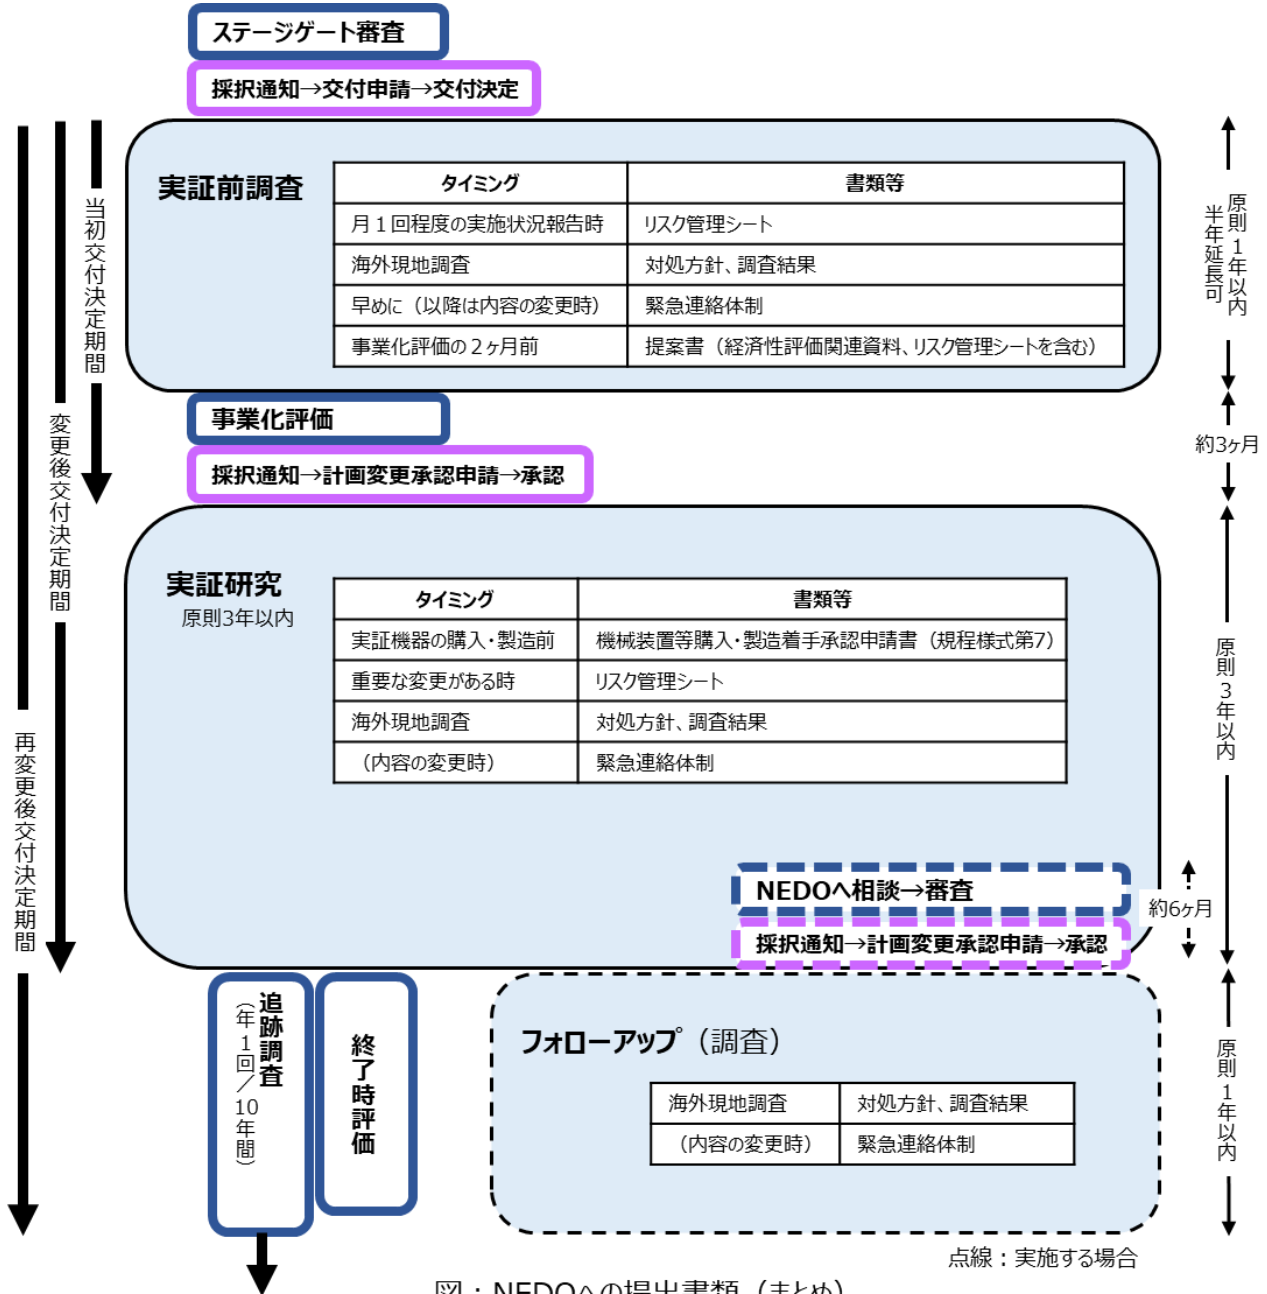 ステージゲート審査
採択通知→交付申請→交付決定
実証前調査
タイミング 書類等
月１回程度の実施状況報告時 リスク管理シート
海外現地調査 対処方針、調査結果
早めに（以降は内容の変更時） 緊急連絡体制
事業化評価の２ヶ月前 提案書（経済性評価関連資料、リスク管理シートを含む）
当初交付決定期間
変更後交付決定期間
再変更後交付決定期間
原則１年以内
半年延長可
事業化評価
採択通知→計画変更承認申請→承認
約3ヶ月
実証研究
原則3年以内
タイミング 書類等
実証機器の購入・製造前 機械装置等購入・製造着手承認申請書（規程様式第7）
重要な変更がある時 リスク管理シート
海外現地調査 対処方針、調査結果
（内容の変更時） 緊急連絡体制
原則３年以内
NEDOへ相談→審査
採択通知→計画変更承認申請→承認
約6ヶ月
追跡調査
（年１回／10年間）
終了時評価
フォローアップ（調査）
海外現地調査 対処方針、調査結果
（内容の変更時） 緊急連絡体制
原則１年以内
点線：実施する場合
図：NEDOへの提出書類（まとめ）